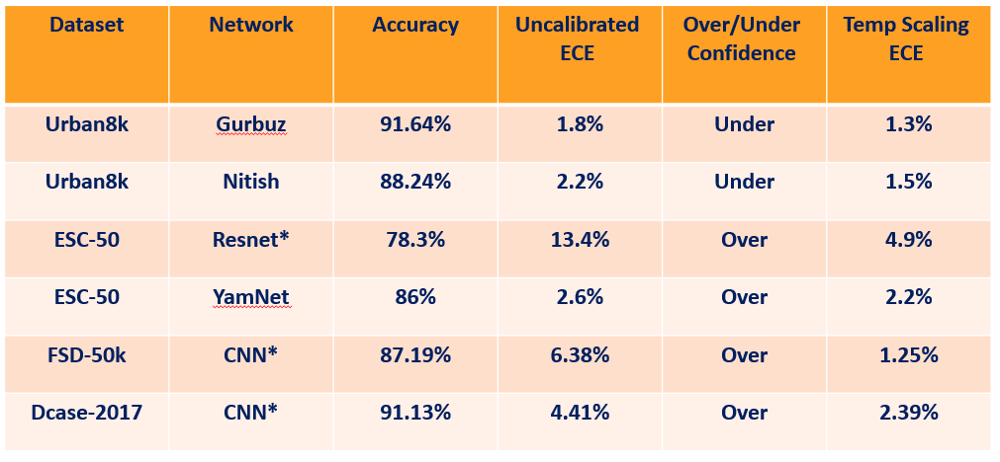 Dataset Network Accuracy Uncalibrated ECE Over/Under Confidence Temp Scaling ECE
Urban8k Gurbuz 91.64% 1.8% Under 1.3%
Urban8k Nitish 88.24% 2.2% Under 1.5%
ESC-50 Resnet* 78.3% 13.4% Over 4.9%
ESC-50 YamNet 86% 2.6% Over 2.2%
FSD-50k CNN* 87.19% 6.38% Over 1.25%
Dcase-2017 CNN* 91.13% 4.41% Over 2.39%